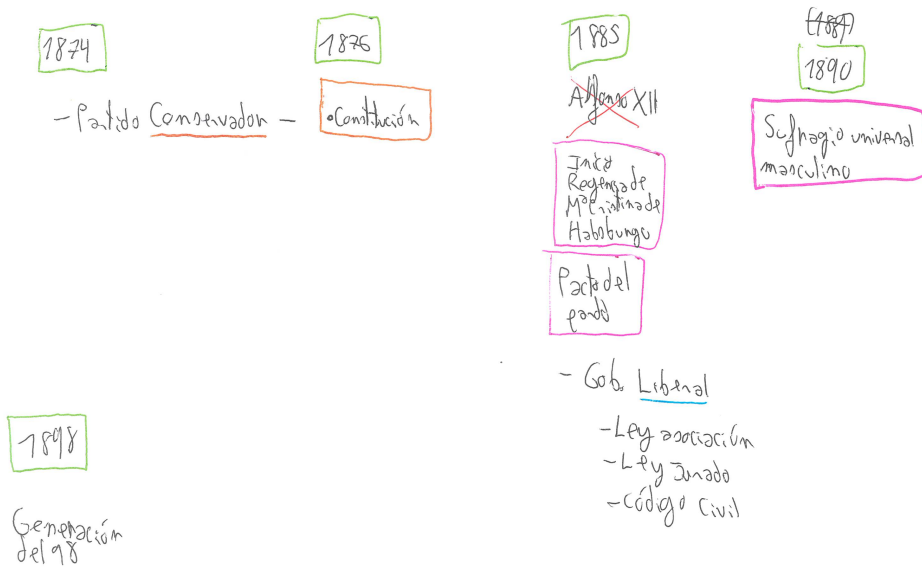 1874
- Partido Conservador -
1876
• Constitución
1885
Alfonso XII
Inicio
Regencia de
Mª Cristina de
Habsburgo
Pacto del
pardo
- Gob. Liberal
- Ley asociación
- Ley Jurado
- Código Civil
(1889)
1890
Sufragio universal
masculino
1898
Generación
del 98